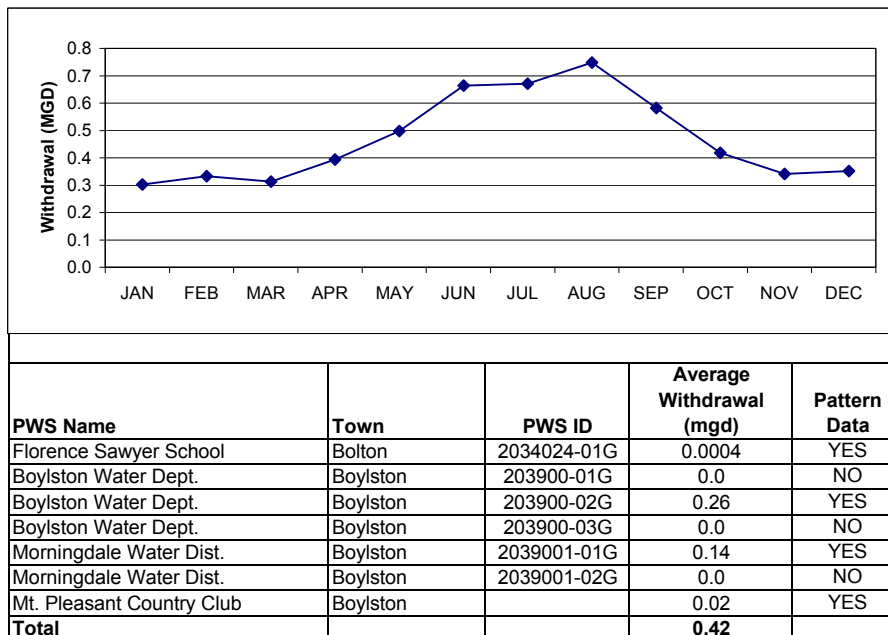 0.8
0.7
0.6
0.5
0.4
0.3
0.2
0.1
0.0
Withdrawal (MGD)
JAN FEB MAR APR MAY JUN JUL AUG SEP OCT NOV DEC
PWS Name Town PWS ID Average Withdrawal (mgd) Pattern Data
Florence Sawyer School Bolton 2034024-01G 0.0004 YES
Boylston Water Dept. Boylston 203900-01G 0.0 NO
Boylston Water Dept. Boylston 203900-02G 0.26 YES
Boylston Water Dept. Boylston 203900-03G 0.0 NO
Morningdale Water Dist. Boylston 2039001-01G 0.14 YES
Morningdale Water Dist. Boylston 2039001-02G 0.0 NO
Mt. Pleasant Country Club Boylston 0.02 YES
Total 0.42